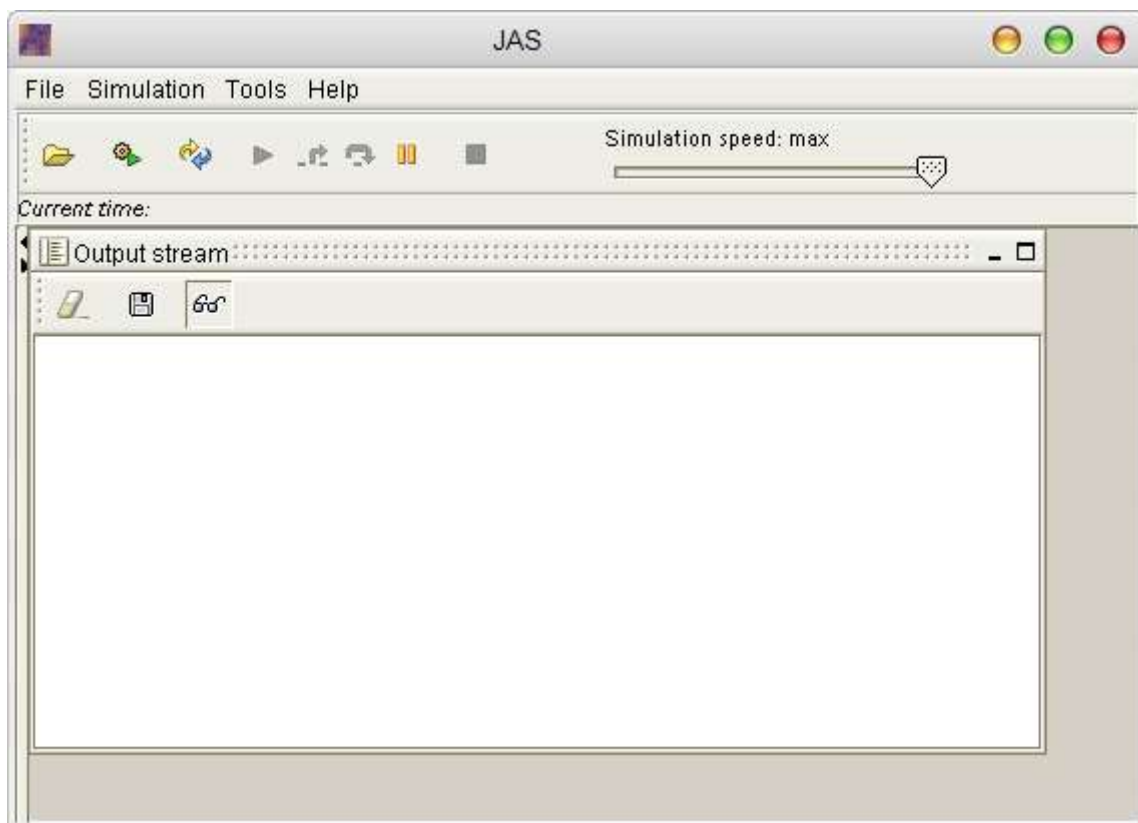 JAS
File Simulation Tools Help
Simulation speed: max
Current time:
Output stream